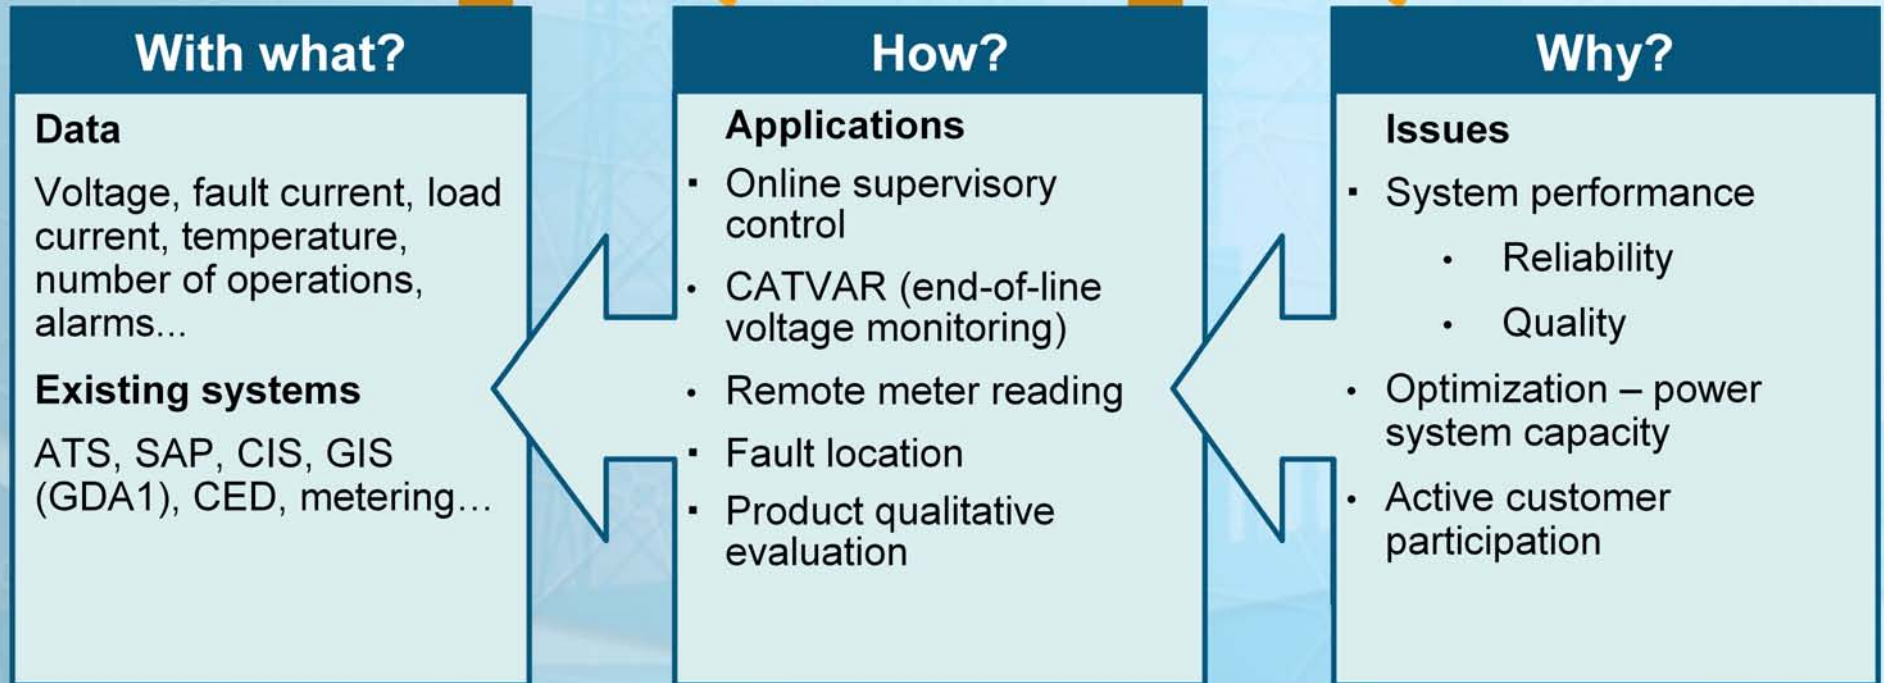 With what?
Data
Voltage, fault current, load
current, temperature,
number of operations,
alarms...
Existing systems
ATS, SAP, CIS, GIS
(GDA1), CED, metering…
How?
Applications
▪ Online supervisory
control
• CATVAR (end-of-line
voltage monitoring)
• Remote meter reading
▪ Fault location
▪ Product qualitative
evaluation
Why?
Issues
▪ System performance
• Reliability
• Quality
• Optimization – power
system capacity
• Active customer
participation